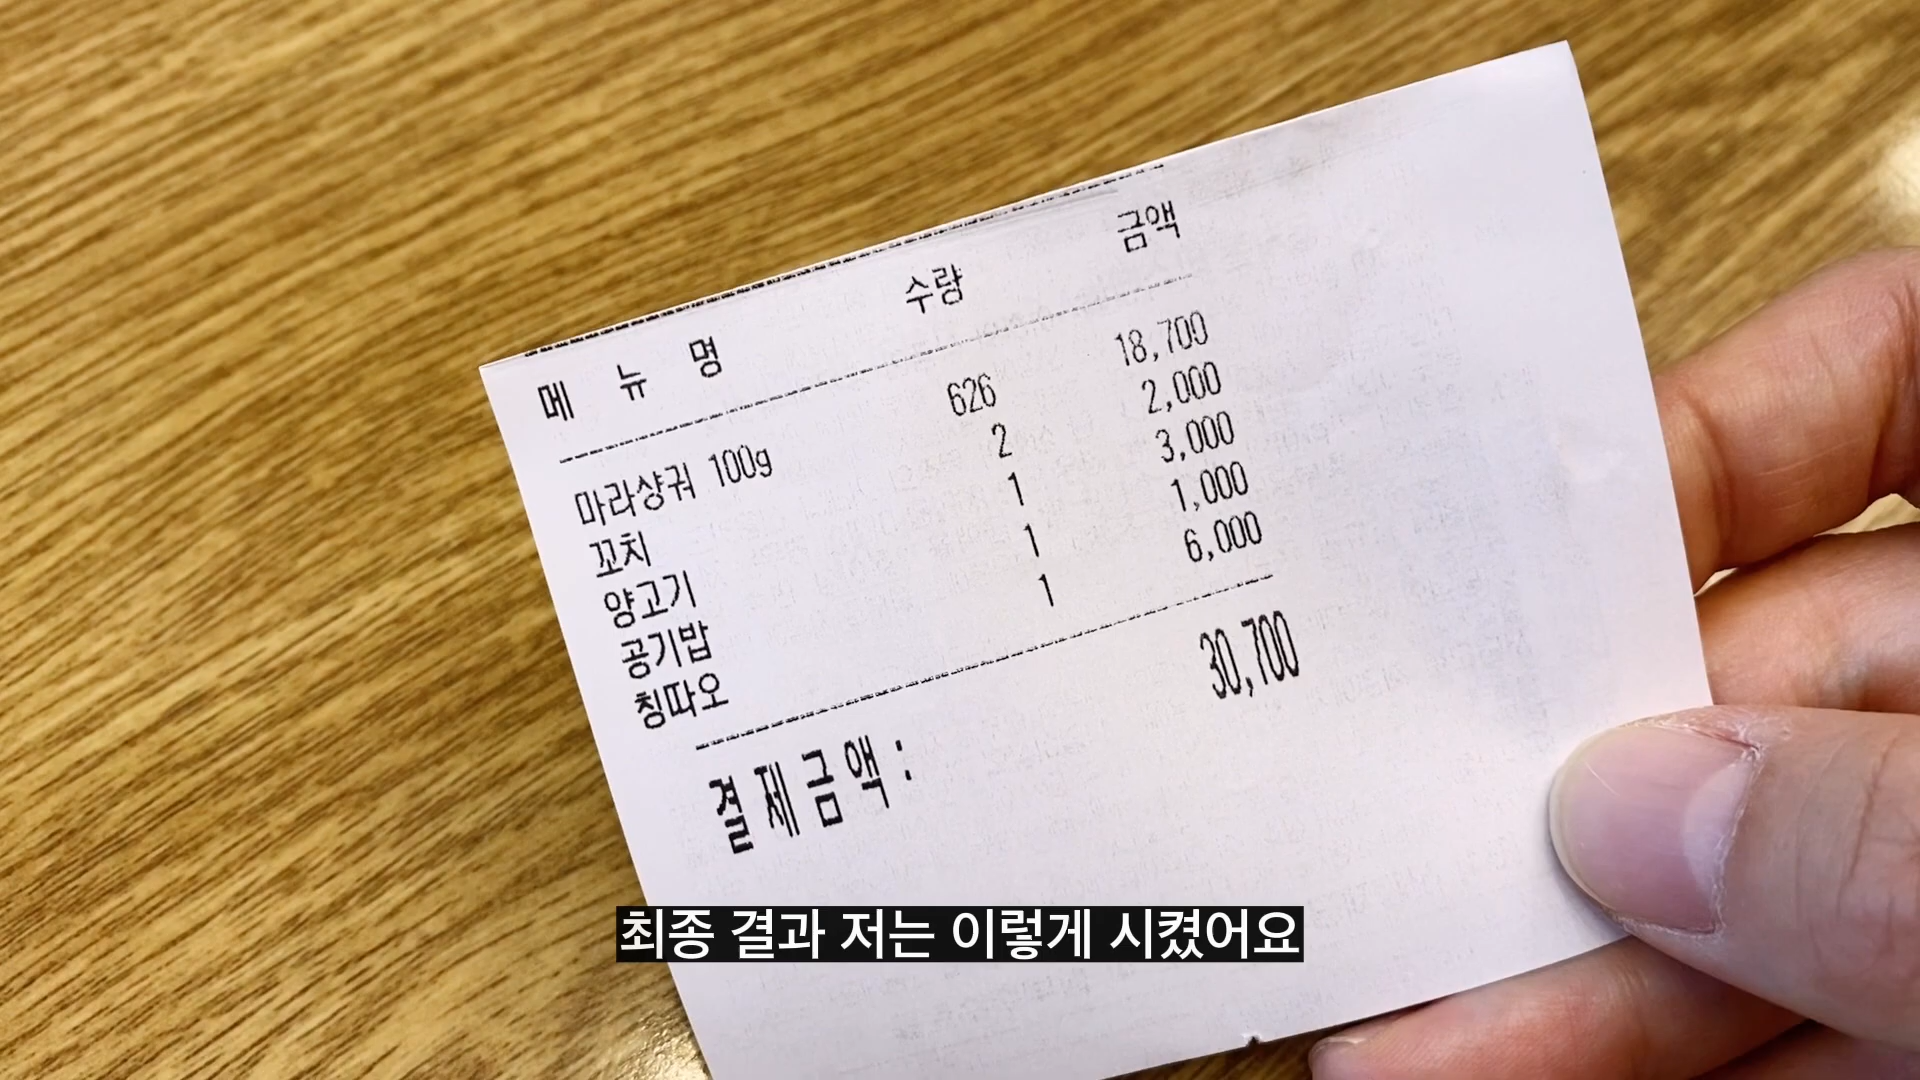 메 뉴 명 수량 금액
마라샹궈 100g 626 18,700
꼬치 2 2,000
양고기 1 3,000
공기밥 1 1,000
칭따오 1 6,000
결제금액 : 30,700
최종 결과 저는 이렇게 시켰어요